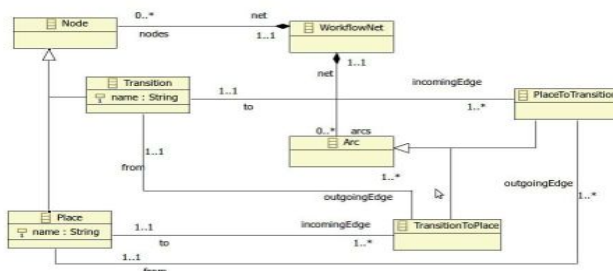 Node
0..*
net
nodes
1..1
WorkflowNet
1..1
net
Transition
name : String
1..1
to
incomingEdge
1..*
PlaceToTransition
0..*
arcs
Arc
1..1
from
1..*
outgoingEdge
outgoingEdge
1..*
Place
name : String
1..1
to
incomingEdge
1..*
TransitionToPlace
1..1
from